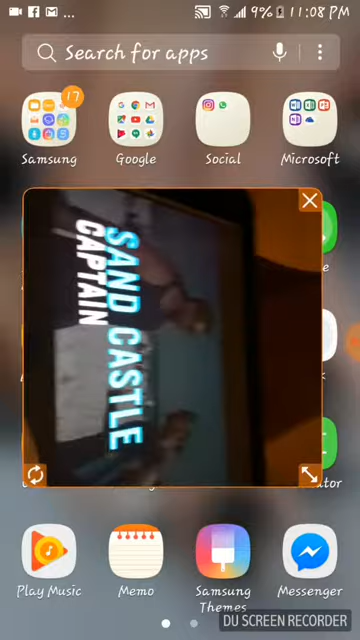 9% 11:08 PM
Search for apps
17
Samsung
Google
Social
Microsoft
SAND CASTLE
CAPTAIN
Play Music
Memo
Samsung
Themes
Messenger
DU SCREEN RECORDER